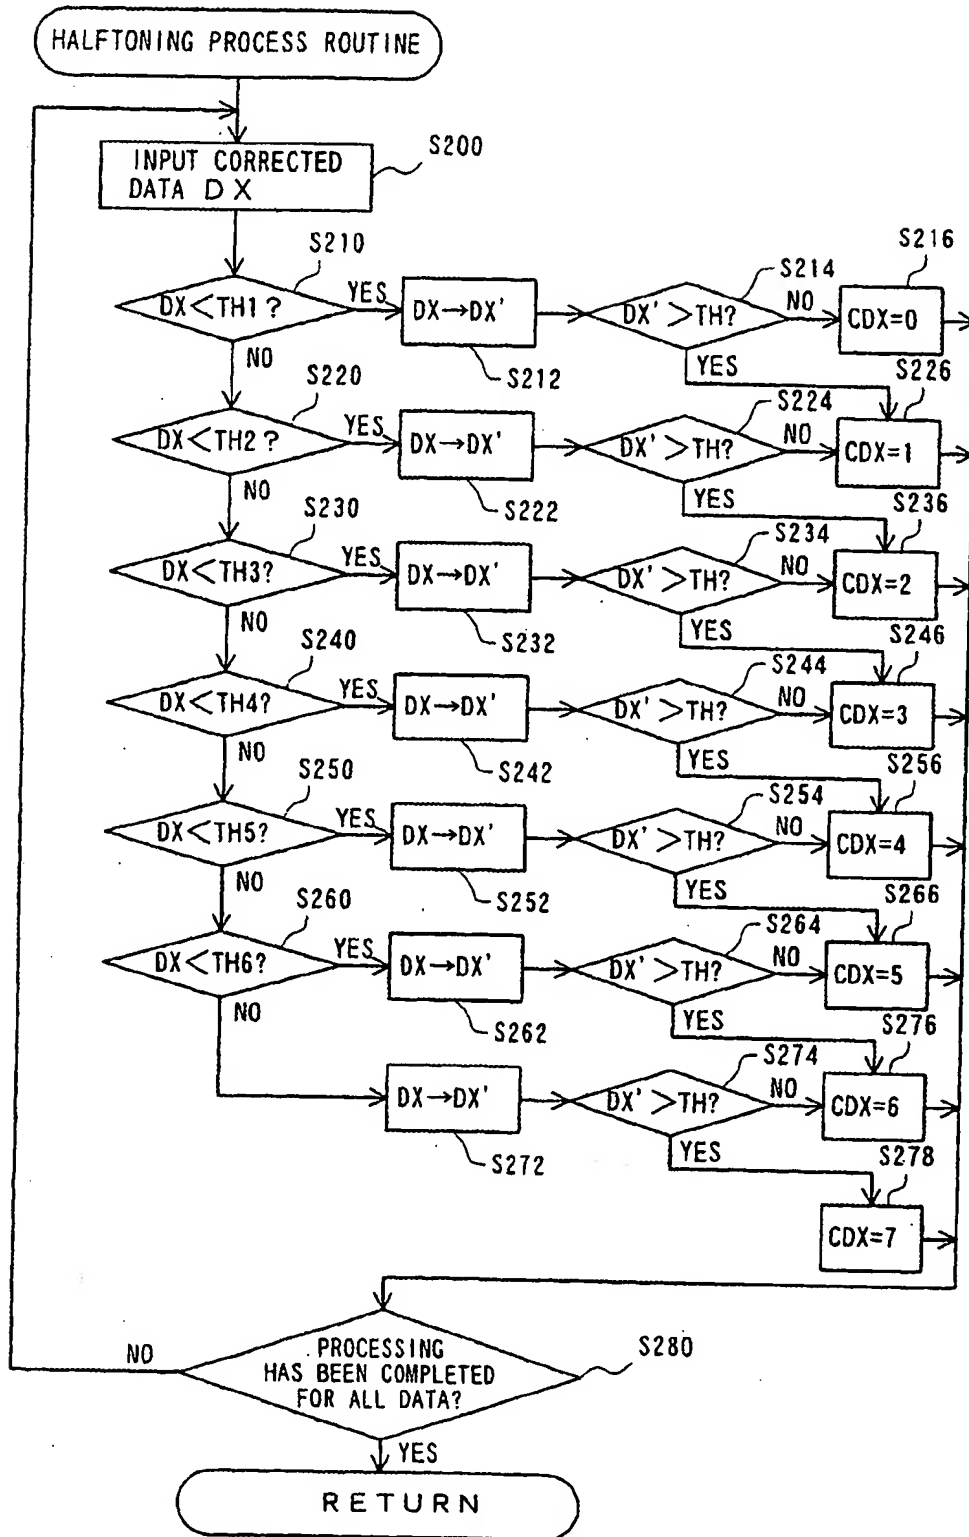 HALFTONING PROCESS ROUTINE
S200
INPUT CORRECTED
DATA DX
S210
DX<TH1?
YES
NO
DX→DX'
S212
S214
DX'>TH?
NO
YES
S216
CDX=0
S220
DX<TH2?
YES
NO
DX→DX'
S222
S224
DX'>TH?
NO
YES
S226
CDX=1
S230
DX<TH3?
YES
NO
DX→DX'
S232
S234
DX'>TH?
NO
YES
S236
CDX=2
S240
DX<TH4?
YES
NO
DX→DX'
S242
S244
DX'>TH?
NO
YES
S246
CDX=3
S250
DX<TH5?
YES
NO
DX→DX'
S252
S254
DX'>TH?
NO
YES
S256
CDX=4
S260
DX<TH6?
YES
NO
DX→DX'
S262
S264
DX'>TH?
NO
YES
S266
CDX=5
DX→DX'
S272
S274
DX'>TH?
NO
YES
S276
CDX=6
S278
CDX=7
PROCESSING
HAS BEEN COMPLETED
FOR ALL DATA?
S280
NO
YES
RETURN